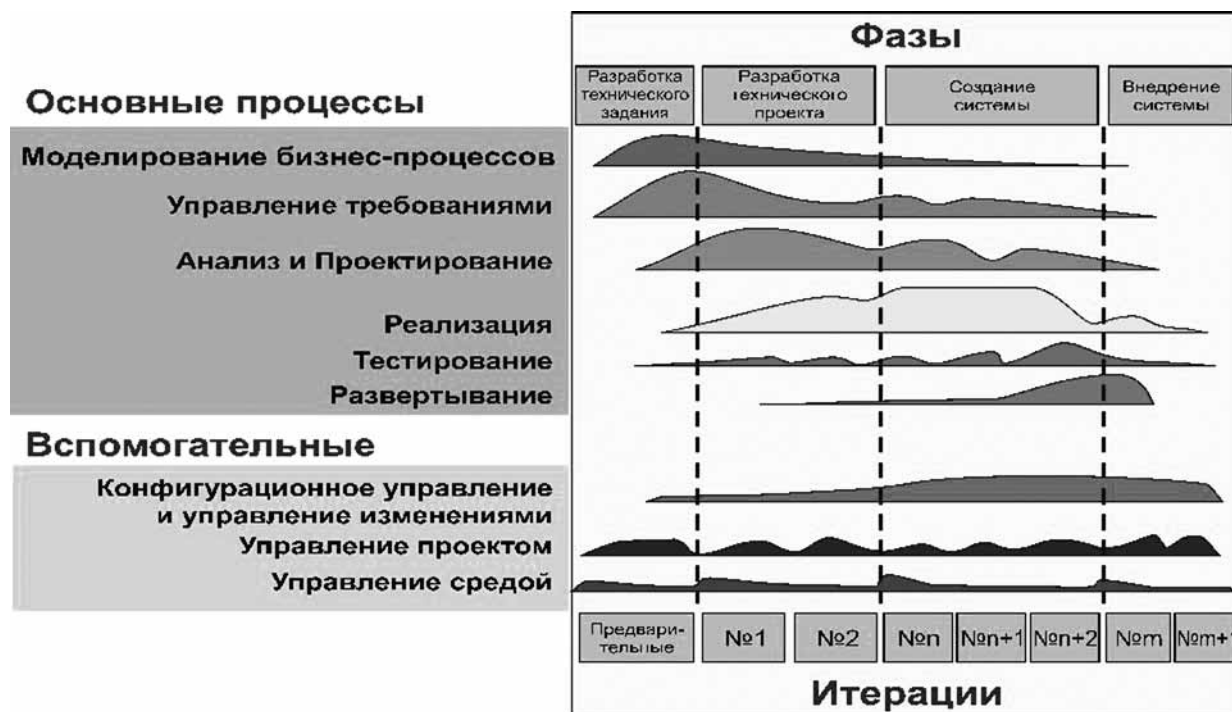 Фазы
Разработка
технического
задания
Разработка
технического
проекта
Создание
системы
Внедрение
системы
Основные процессы
Моделирование бизнес-процессов
Управление требованиями
Анализ и Проектирование
Реализация
Тестирование
Развертывание
Вспомогательные
Конфигурационное управление
и управление изменениями
Управление проектом
Управление средой
Предвари-
тельные
№1
№2
№n
№n+1
№n+2
№m
№m+1
Итерации